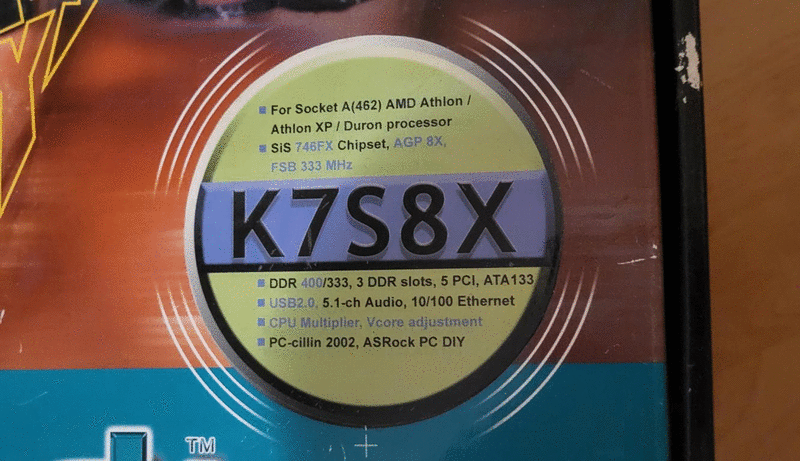 For Socket A(462) AMD Athlon /
Athlon XP / Duron processor
SiS 746FX Chipset, AGP 8X,
FSB 333 MHz
K7S8X
DDR 400/333, 3 DDR slots, 5 PCI, ATA133
USB2.0, 5.1-ch Audio, 10/100 Ethernet
CPU Multiplier, Vcore adjustment
PC-cillin 2002, ASRock PC DIY
TM